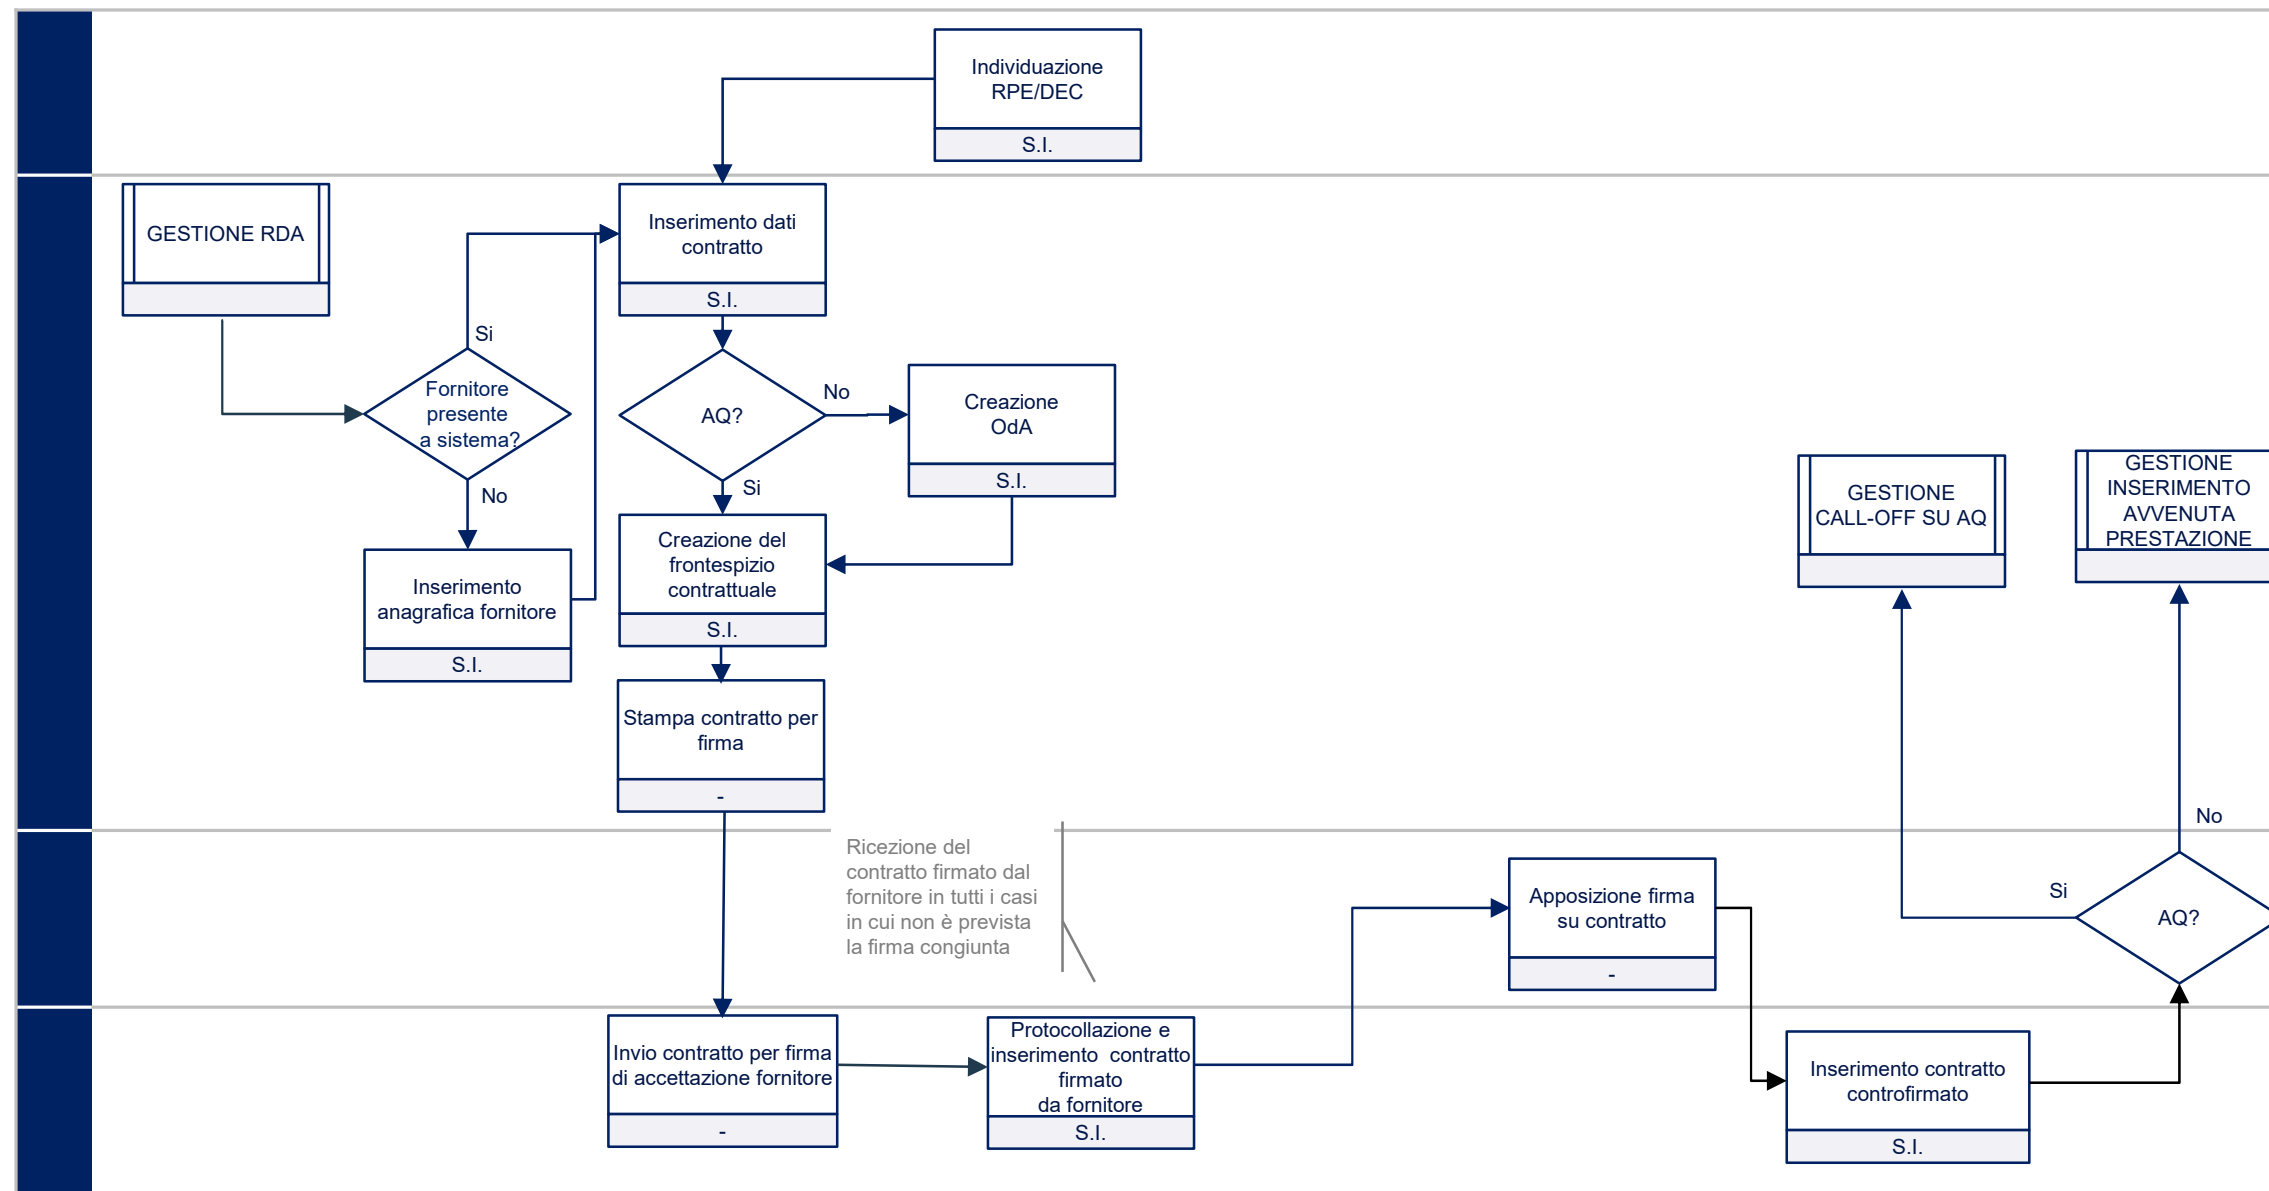 Individuazione
RPE/DEC
S.I.
GESTIONE RDA
Inserimento dati
contratto
S.I.
Si
Fornitore
presente
a sistema?
No
Inserimento
anagrafica fornitore
S.I.
AQ?
No
Si
Creazione
OdA
S.I.
Creazione del
frontespizio
contrattuale
S.I.
Stampa contratto per
firma
-
GESTIONE
CALL-OFF SU AQ
GESTIONE
INSERIMENTO
AVVENUTA
PRESTAZIONE
No
Si
AQ?
Ricezione del
contratto firmato dal
fornitore in tutti i casi
in cui non è prevista
la firma congiunta
Apposizione firma
su contratto
-
Invio contratto per firma
di accettazione fornitore
-
Protocollazione e
inserimento  contratto
firmato
da fornitore
S.I.
Inserimento contratto
controfirmato
S.I.